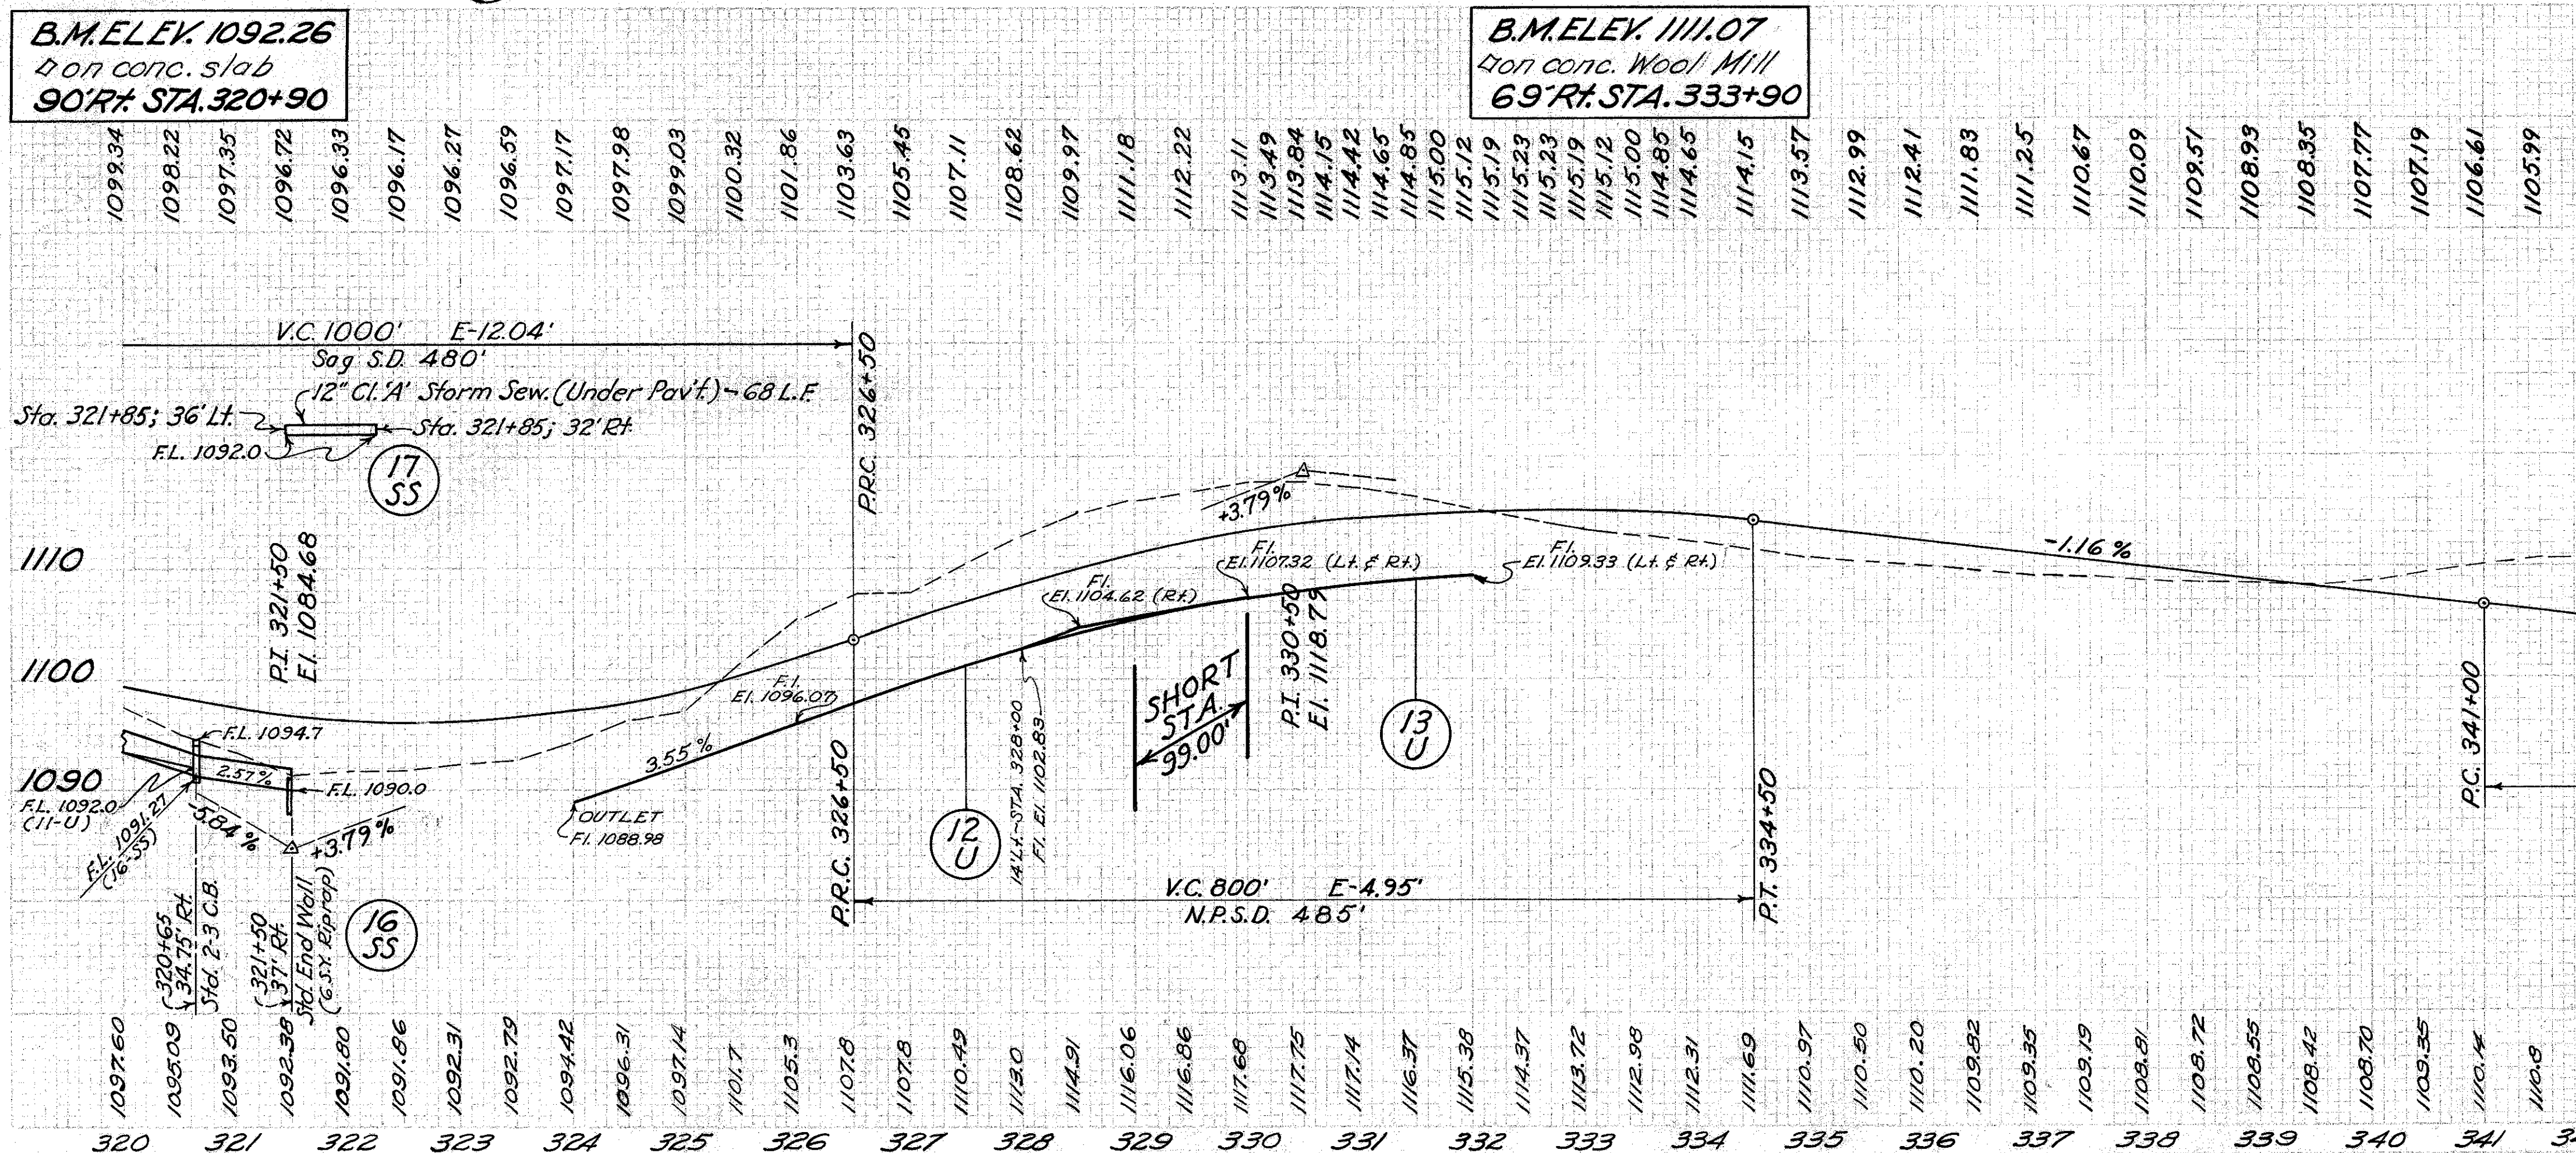 B.M. ELEV. 1092.26
on conc. slab
90' Rt. STA. 320+90
B.M. ELEV. 1111.07
on conc. Wool Mill
69' Rt. STA. 333+90
1099.34 1098.22 1097.35 1096.72 1096.33 1096.17 1096.27 1096.59 1097.17 1097.98 1099.03 1100.32 1101.86 1103.63 1105.45 1107.11 1108.62 1109.97 1111.18 1112.22 1113.11 1113.49 1113.84 1114.15 1114.42 1114.65 1114.85 1115.00 1115.12 1115.19 1115.23 1115.23 1115.19 1115.12 1115.00 1114.85 1114.65 1114.15 1113.57 1112.99 1112.41 1111.83 1111.25 1110.67 1110.09 1109.51 1108.93 1108.35 1107.77 1107.19 1106.61 1105.99
V.C. 1000' E-12.04'
Sag S.D. 480'
12" Cl. 'A' Storm Sew. (Under Pav't.) - 68 L.F.
Sta. 321+85; 36' Lt.
Sta. 321+85; 32' Rt.
F.L. 1092.0
17
SS
P.R.C. 326+50
P.I. 321+50
El. 1084.68
1110
1100
1090
+3.79%
-1.16 %
Fl.
El. 1107.32 (Lt. & Rt.)
Fl.
El. 1109.33 (Lt. & Rt.)
Fl.
El. 1104.62 (Rt.)
Fl.
El. 1096.07
3.55%
OUTLET
Fl. 1088.98
F.L. 1094.7
2.57%
F.L. 1090.0
F.L. 1092.0
(11-U)
F.L. 1091.27
(16-SS)
-5.84 %
+3.79%
320+65
34.75' Rt.
Std. 2-3 C.B.
321+50
37' Rt.
Std. End Wall
(6 S.Y. Riprap)
16
SS
P.R.C. 326+50
12
U
14' Lt. - STA. 328+00
Fl. El. 1102.83
SHORT
STA.
99.00'
P.I. 330+50
El. 1118.79
13
U
V.C. 800' E-4.95'
N.P.S.D. 485'
P.T. 334+50
P.C. 341+00
1097.60 1095.09 1093.50 1092.38 1091.80 1091.86 1092.31 1092.79 1094.42 1096.31 1097.14 1101.7 1105.3 1107.8 1107.8 1110.49 1113.0 1114.91 1116.06 1116.86 1117.68 1117.75 1117.14 1116.37 1115.38 1114.37 1113.72 1112.98 1112.31 1111.69 1110.97 1110.50 1110.20 1109.82 1109.35 1109.19 1108.81 1108.72 1108.55 1108.42 1108.70 1109.35 1110.14 1110.8
320 321 322 323 324 325 326 327 328 329 330 331 332 333 334 335 336 337 338 339 340 341